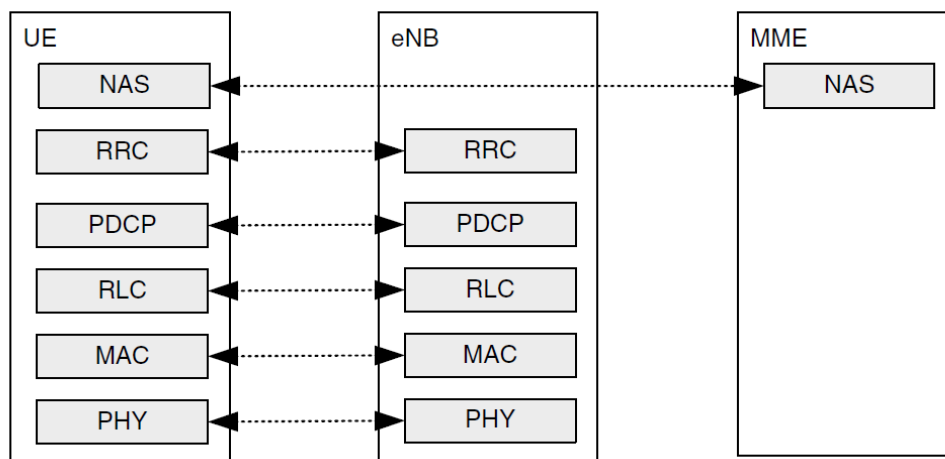 UE
eNB
MME
NAS
NAS
RRC
RRC
PDCP
PDCP
RLC
RLC
MAC
MAC
PHY
PHY